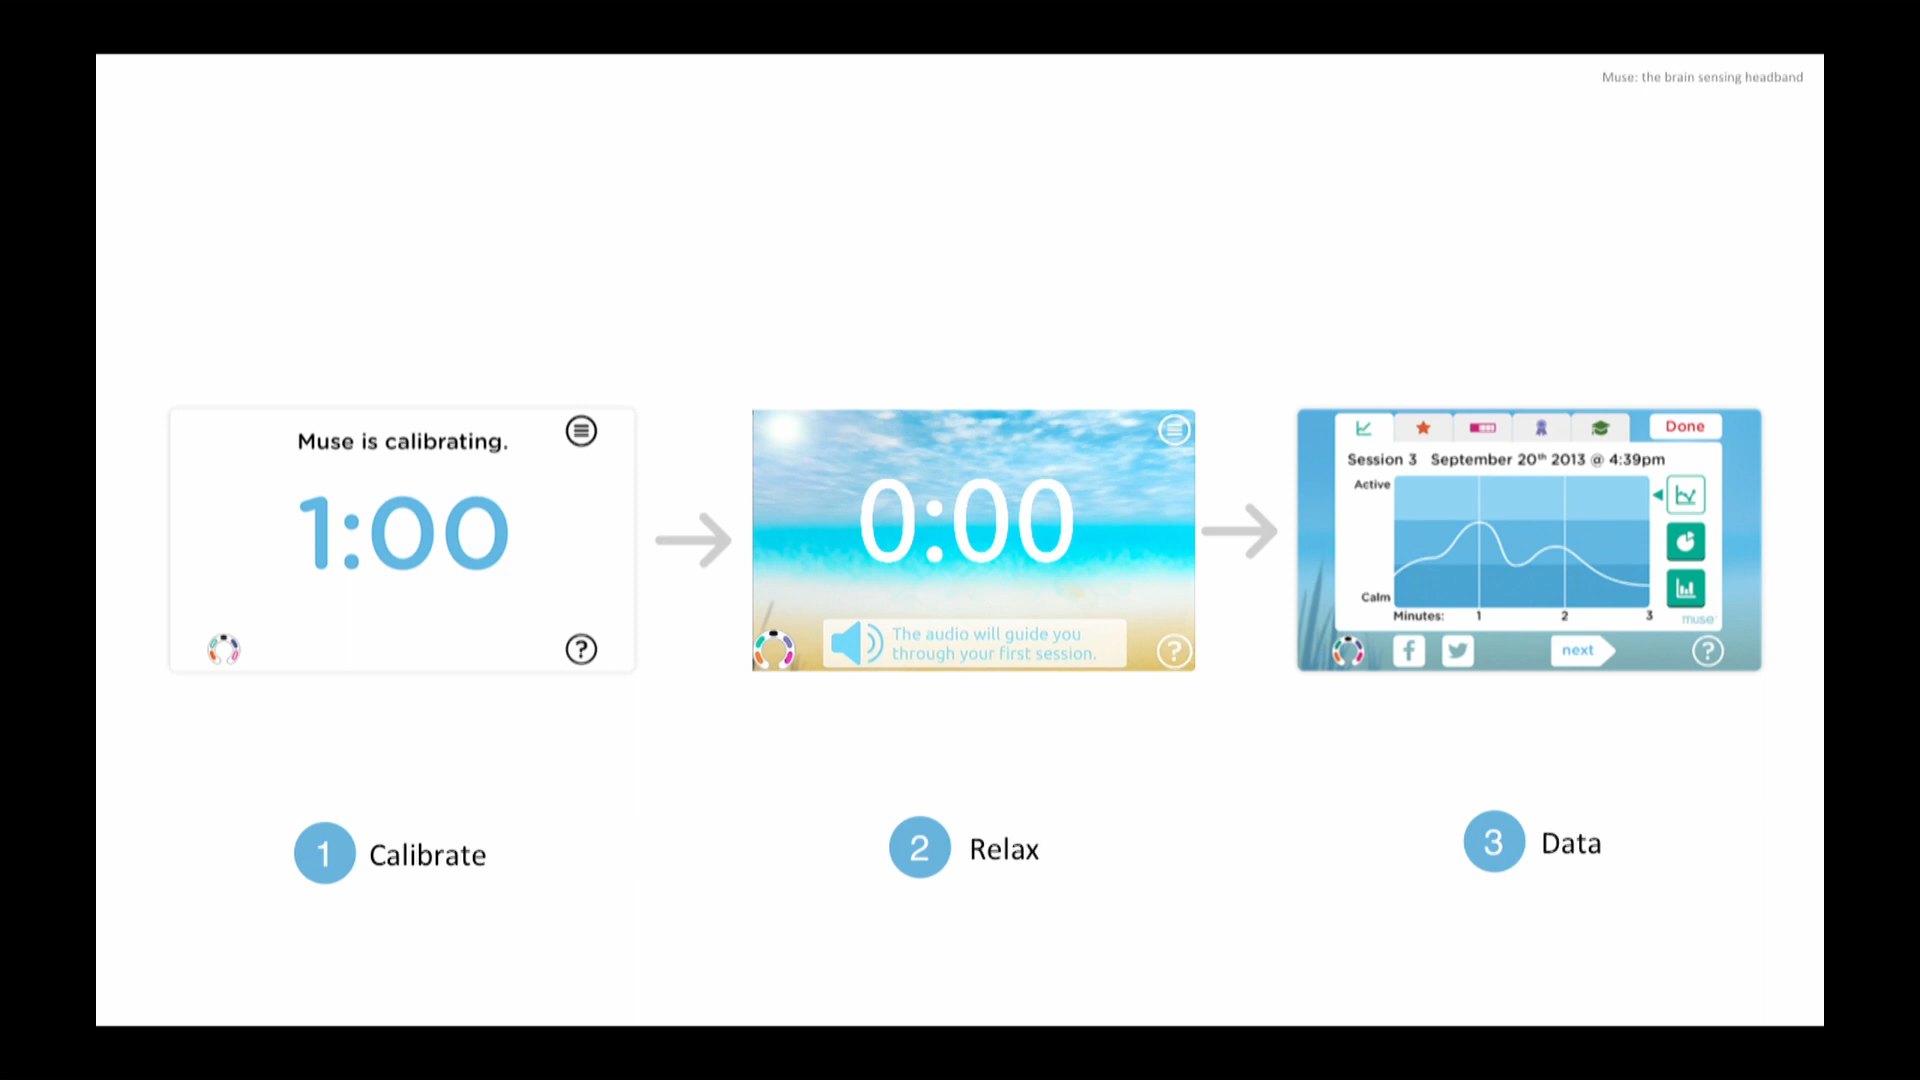 Muse: the brain sensing headband
Muse is calibrating.
1:00
?
0:00
The audio will guide you
through your first session.
?
Done
Session 3 September 20th 2013 @ 4:39pm
Active
Calm
Minutes: 1 2 3
muse
f
next
?
1 Calibrate
2 Relax
3 Data